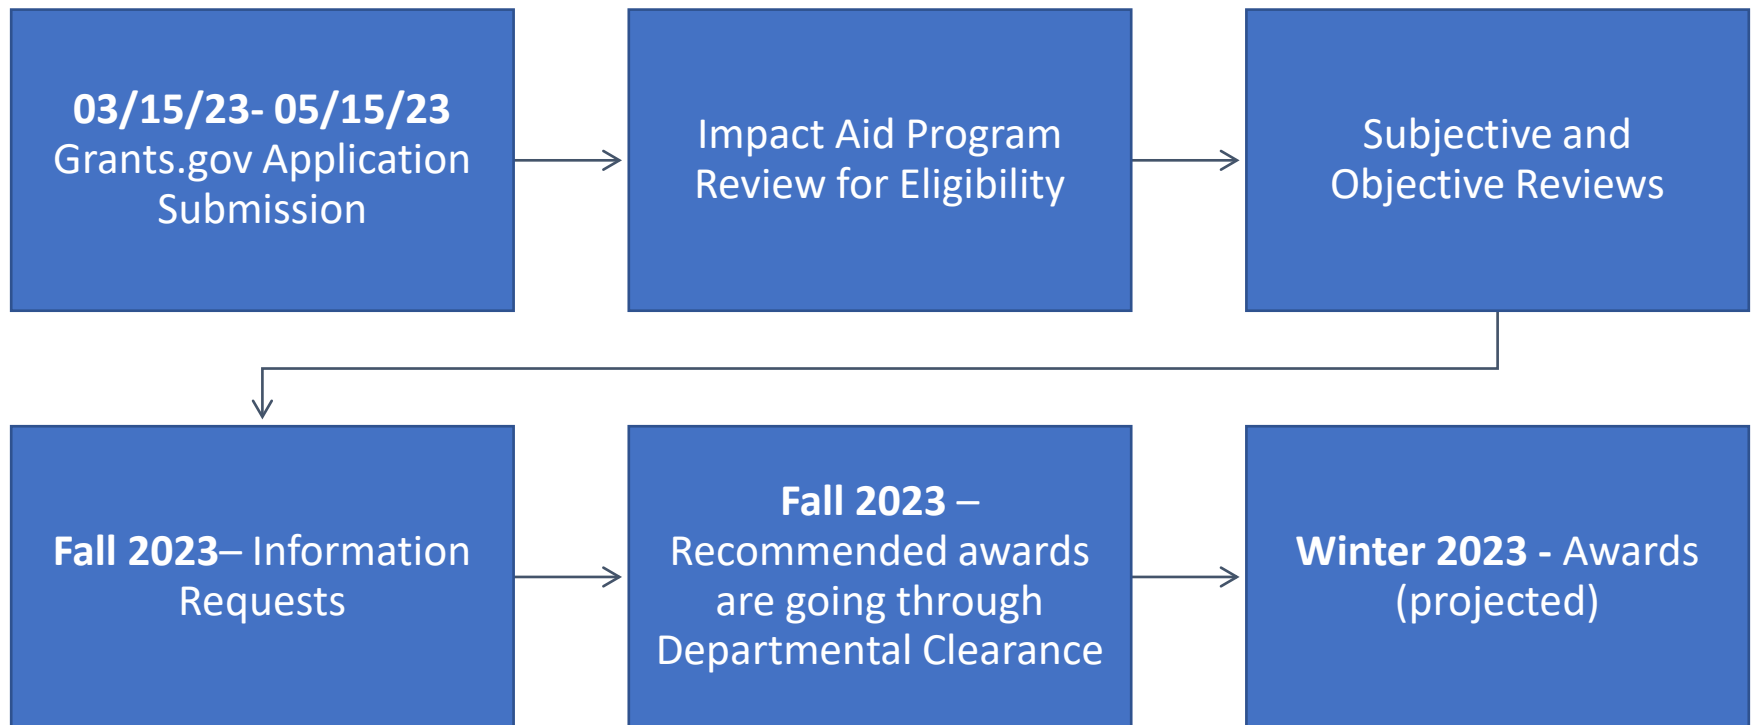 03/15/23- 05/15/23
Grants.gov Application
Submission
Impact Aid Program
Review for Eligibility
Subjective and
Objective Reviews
Fall 2023– Information
Requests
Fall 2023 –
Recommended awards
are going through
Departmental Clearance
Winter 2023 - Awards
(projected)